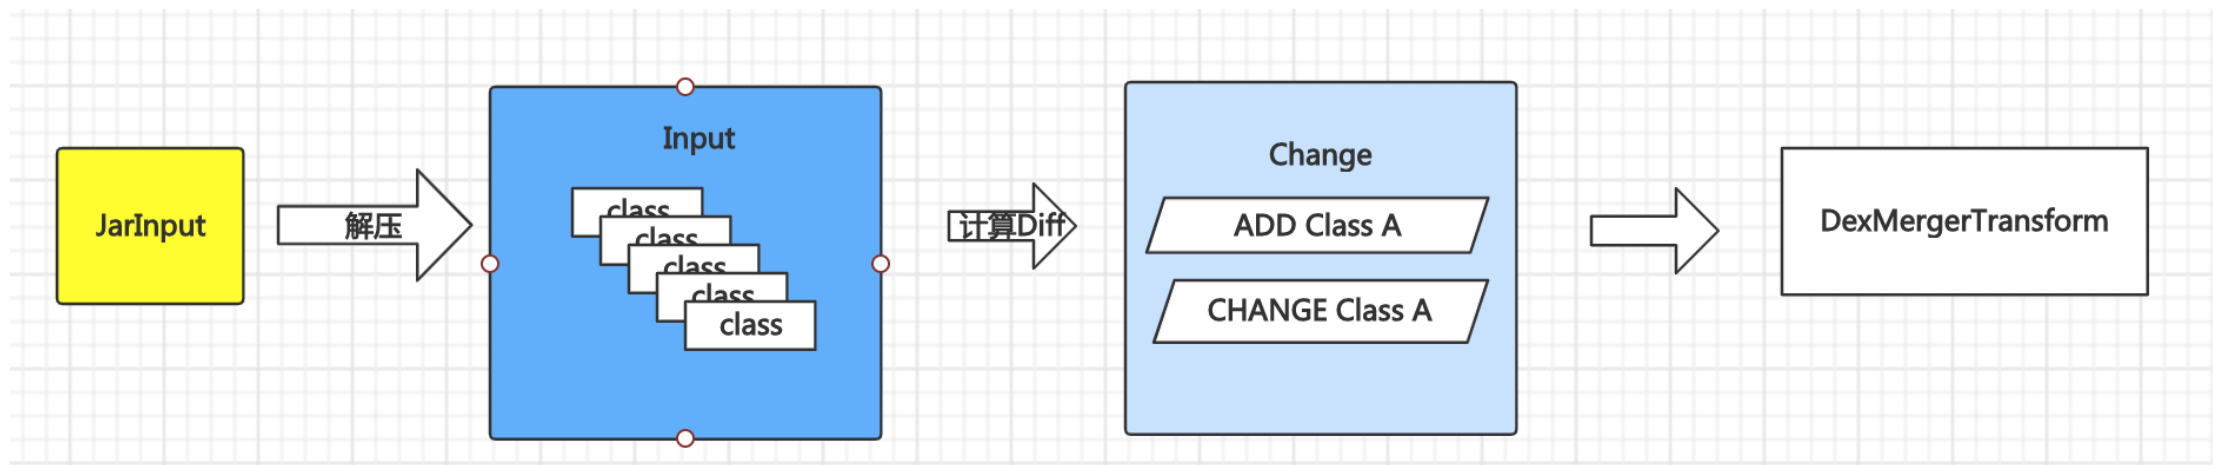 JarInput
解压
Input
class
class
class
class
class
计算Diff
Change
ADD Class A
CHANGE Class A
DexMergerTransform